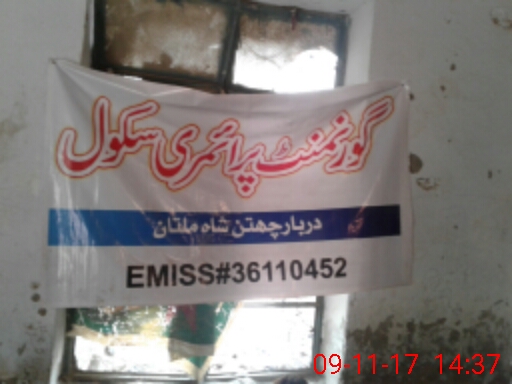 گورنمنٹ پرائمری سکول
دربار چھتن شاہ ملتان
EMISS#36110452
09-11-17 14:37